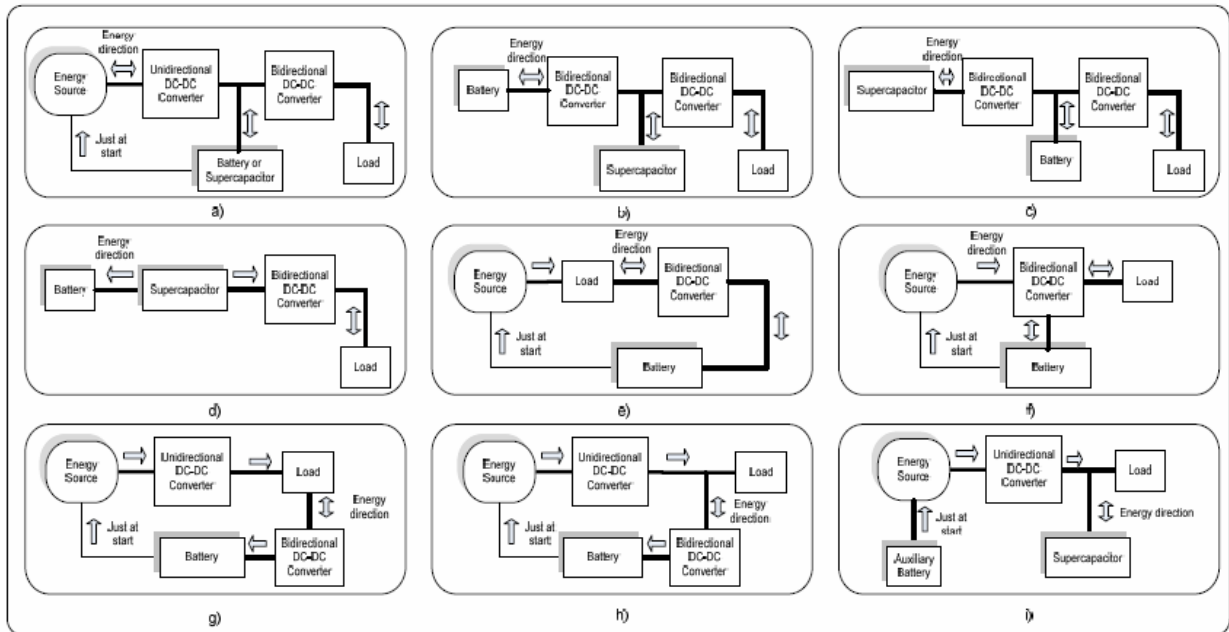 Energy
direction
Energy
Source
Unidirectional
DC-DC
Converter
Bidirectional
DC-DC
Converter
Just at
start
Battery or
Supercapacitor
Load
a)
Energy
direction
Battery
Bidirectional
DC-DC
Converter
Bidirectional
DC-DC
Converter
Supercapacitor
Load
b)
Energy
direction
Supercapacitor
Bidirectional
DC-DC
Converter
Bidirectional
DC-DC
Converter
Battery
Load
c)
Energy
direction
Battery
Supercapacitor
Bidirectional
DC-DC
Converter
Load
d)
Energy
Source
Energy
direction
Load
Bidirectional
DC-DC
Converter
Just at
start
Battery
e)
Energy
direction
Energy
Source
Bidirectional
DC-DC
Converter
Load
Just at
start
Battery
f)
Energy
Source
Unidirectional
DC-DC
Converter
Load
Energy
direction
Just at
start
Battery
Bidirectional
DC-DC
Converter
g)
Energy
Source
Unidirectional
DC-DC
Converter
Load
Energy
direction
Just at
start
Battery
Bidirectional
DC-DC
Converter
h)
Energy
Source
Unidirectional
DC-DC
Converter
Load
Just at
start
Energy direction
Auxiliary
Battery
Supercapacitor
i)